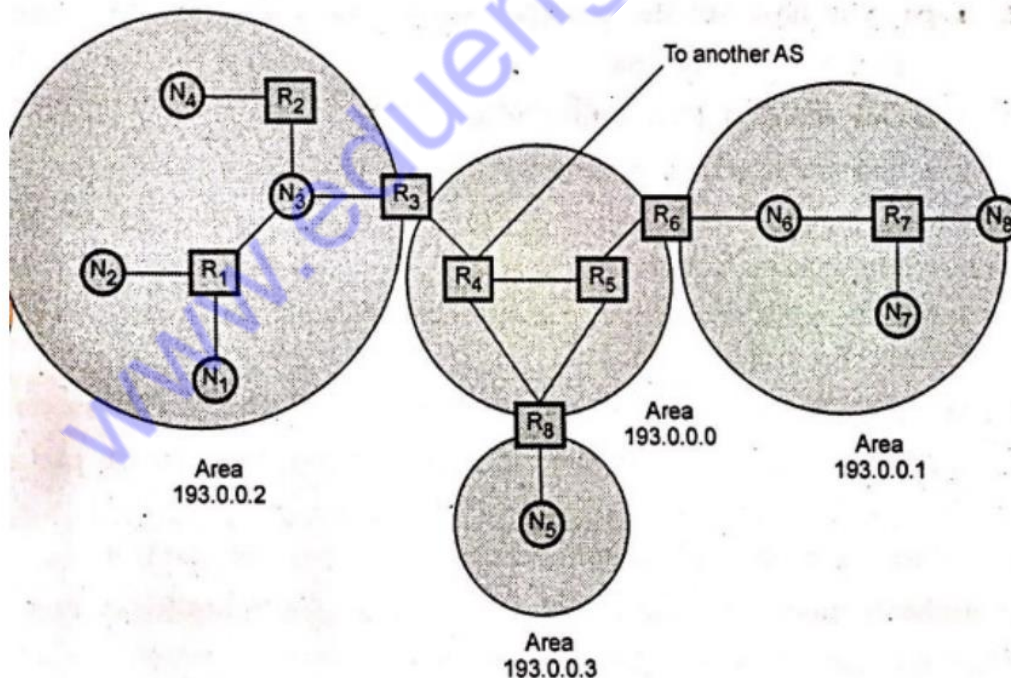 To another AS
N4
R2
N3
R3
R6
N6
R7
N8
N2
R1
R4
R5
N7
N1
R8
Area
193.0.0.0
Area
193.0.0.1
Area
193.0.0.2
N5
Area
193.0.0.3